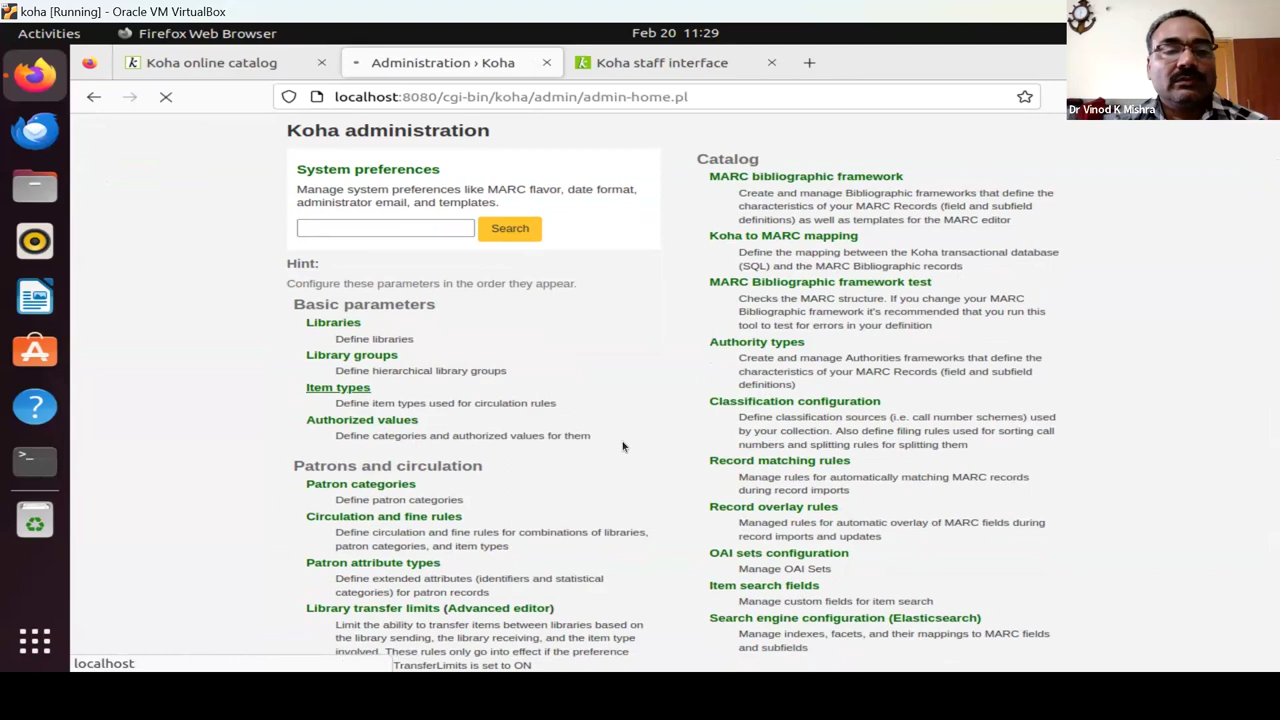 koha [Running] - Oracle VM VirtualBox
Activities
Firefox Web Browser
Feb 20 11:29
Koha online catalog
Administration › Koha
Koha staff interface
localhost:8080/cgi-bin/koha/admin/admin-home.pl
Dr Vinod K Mishra
Koha administration
System preferences
Manage system preferences like MARC flavor, date format,
administrator email, and templates.
Search
Hint:
Configure these parameters in the order they appear.
Basic parameters
Libraries
Define libraries
Library groups
Define hierarchical library groups
Item types
Define item types used for circulation rules
Authorized values
Define categories and authorized values for them
Patrons and circulation
Patron categories
Define patron categories
Circulation and fine rules
Define circulation and fine rules for combinations of libraries,
patron categories, and item types
Patron attribute types
Define extended attributes (identifiers and statistical
categories) for patron records
Library transfer limits (Advanced editor)
Limit the ability to transfer items between libraries based on
the library sending, the library receiving, and the item type
involved. These rules only go into effect if the preference
TransferLimits is set to ON
Catalog
MARC bibliographic framework
Create and manage Bibliographic frameworks that define the
characteristics of your MARC Records (field and subfield
definitions) as well as templates for the MARC editor
Koha to MARC mapping
Define the mapping between the Koha transactional database
(SQL) and the MARC Bibliographic records
MARC Bibliographic framework test
Checks the MARC structure. If you change your MARC
Bibliographic framework it's recommended that you run this
tool to test for errors in your definition
Authority types
Create and manage Authorities frameworks that define the
characteristics of your MARC Records (field and subfield
definitions)
Classification configuration
Define classification sources (i.e. call number schemes) used
by your collection. Also define filing rules used for sorting call
numbers and splitting rules for splitting them
Record matching rules
Manage rules for automatically matching MARC records
during record imports
Record overlay rules
Managed rules for automatic overlay of MARC fields during
record imports and updates
OAI sets configuration
Manage OAI Sets
Item search fields
Manage custom fields for item search
Search engine configuration (Elasticsearch)
Manage indexes, facets, and their mappings to MARC fields
and subfields
localhost